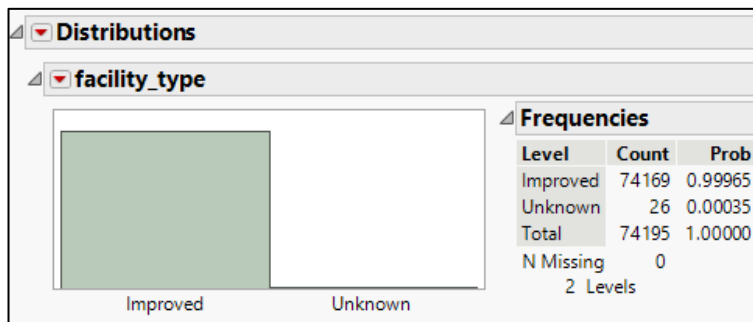 Distributions
facility_type
Improved
Unknown
Frequencies
Level Count Prob
Improved 74169 0.99965
Unknown 26 0.00035
Total 74195 1.00000
N Missing 0
2 Levels